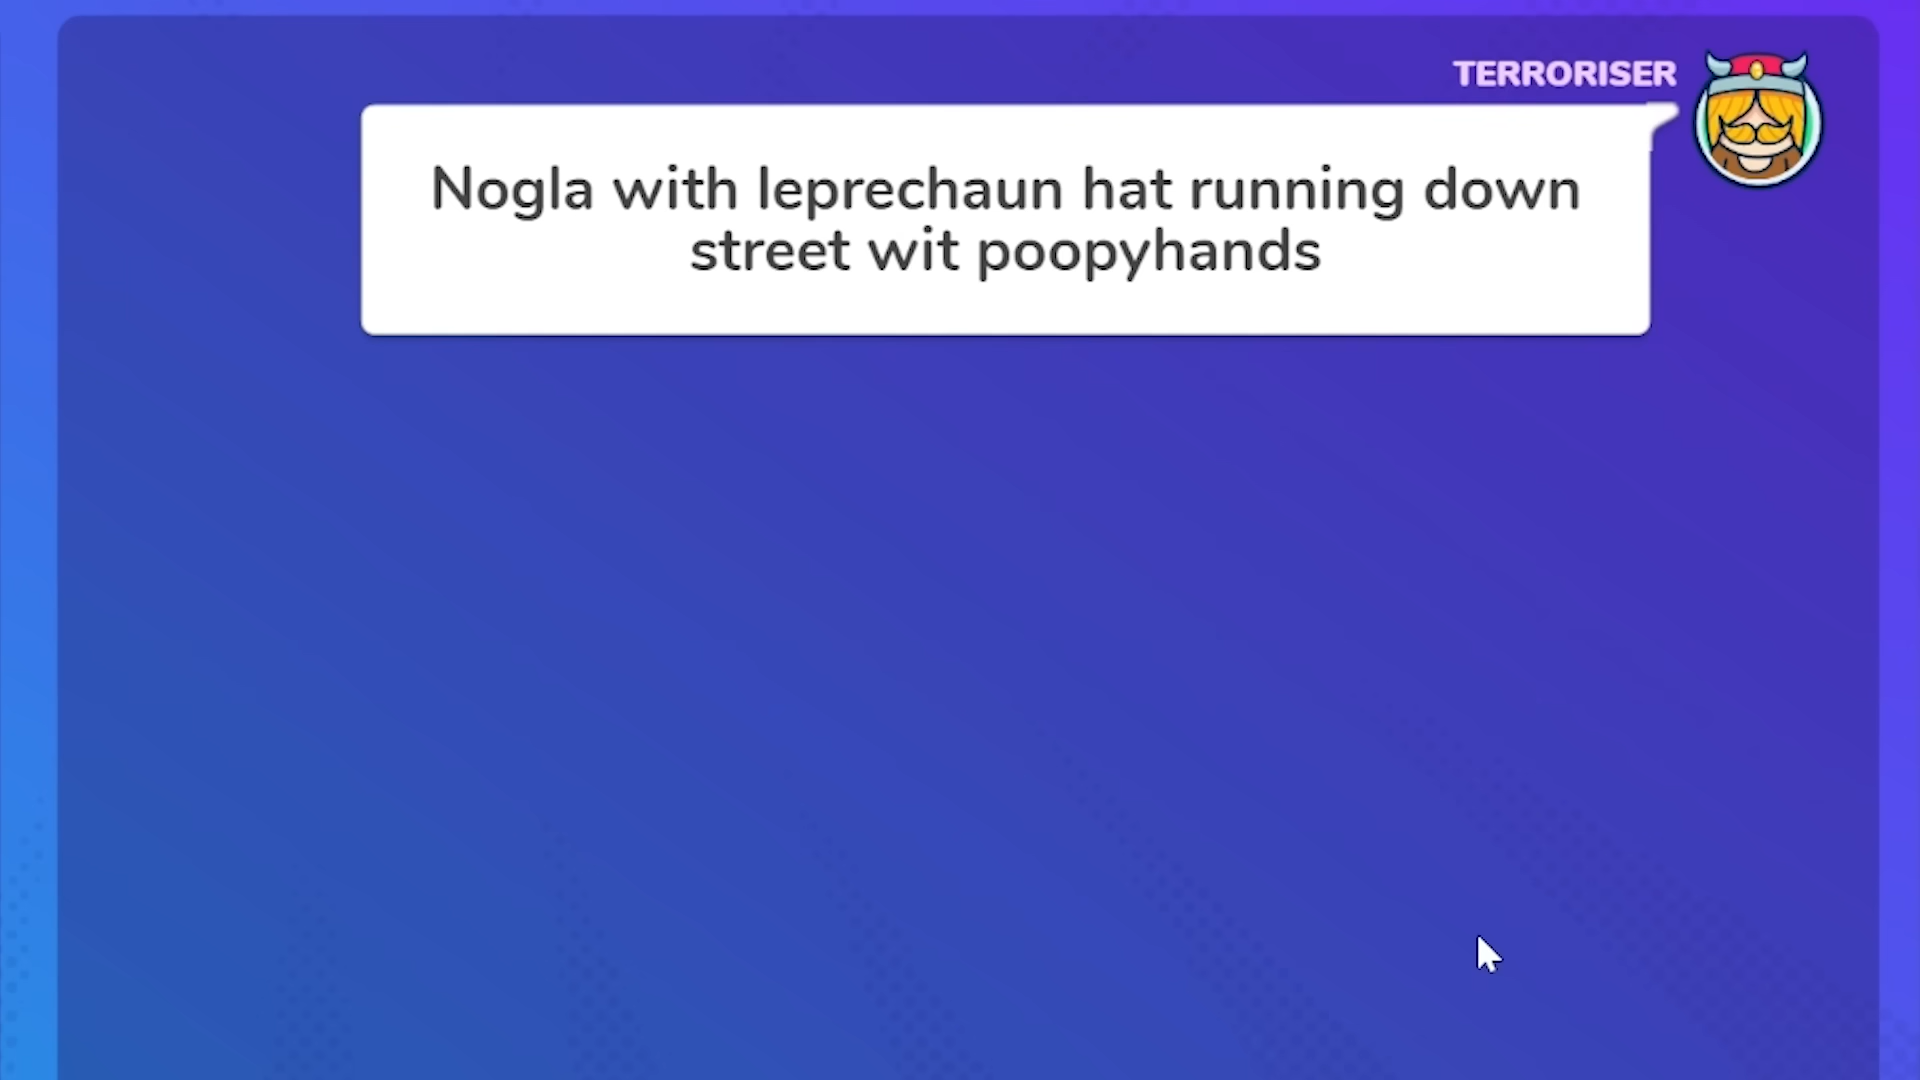 TERRORISER
Nogla with leprechaun hat running down
street wit poopyhands